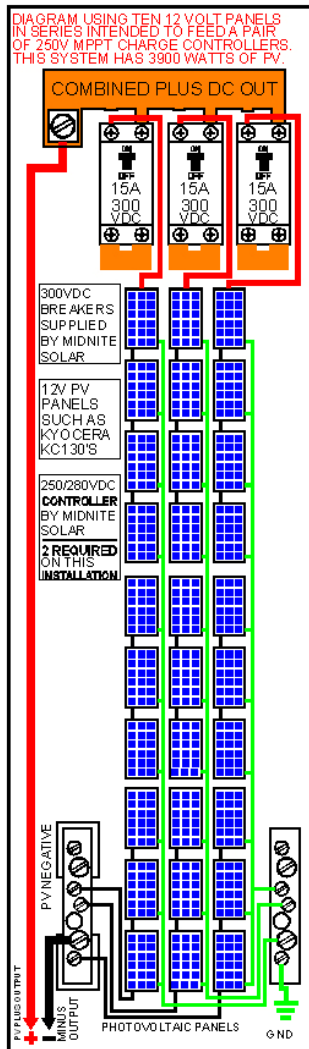 DIAGRAM USING TEN 12 VOLT PANELS
IN SERIES INTENDED TO FEED A PAIR
OF 250V MPPT CHARGE CONTROLLERS.
THIS SYSTEM HAS 3900 WATTS OF PV.
COMBINED PLUS DC OUT
ON
OFF
15A
300
VDC
ON
OFF
15A
300
VDC
ON
OFF
15A
300
VDC
300VDC
BREAKERS
SUPPLIED
BY MIDNITE
SOLAR
12V PV
PANELS
SUCH AS
KYOCERA
KC130'S
250/280VDC
CONTROLLER
BY MIDNITE
SOLAR
2 REQUIRED
ON THIS
INSTALLATION
PV NEGATIVE
PV PLUS OUTPUT
+
-
MINUS
OUTPUT
PHOTOVOLTAIC PANELS
GND